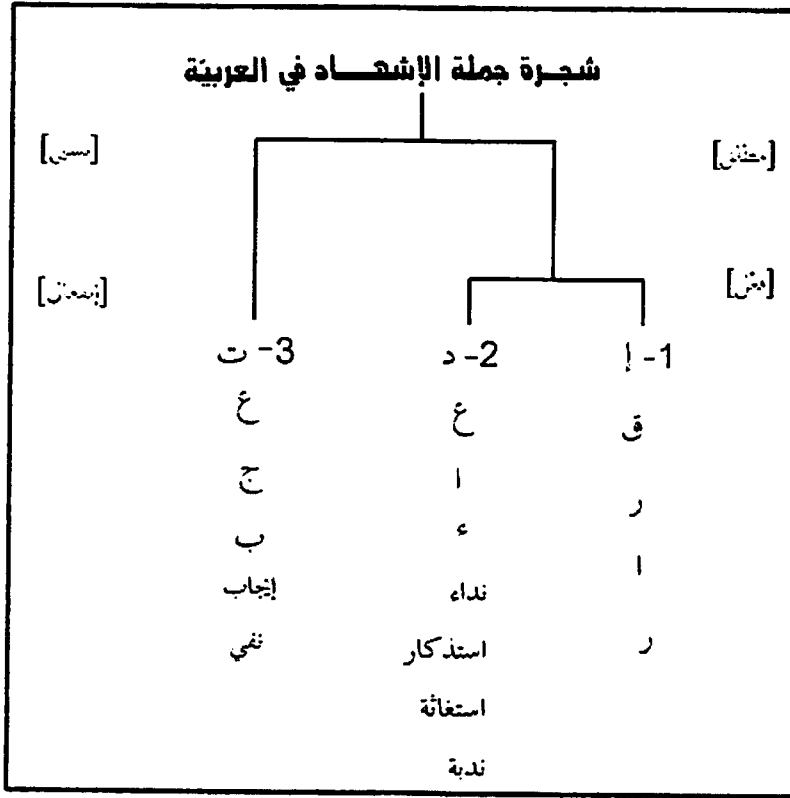 شجرة جملة الإشهاد في العربية
1- إ
ق
ر
ا
ر
2- د
ع
ا
ء
نداء
استذكار
استغاثة
ندبة
3- ت
ع
ج
ب
إيجاب
نفي